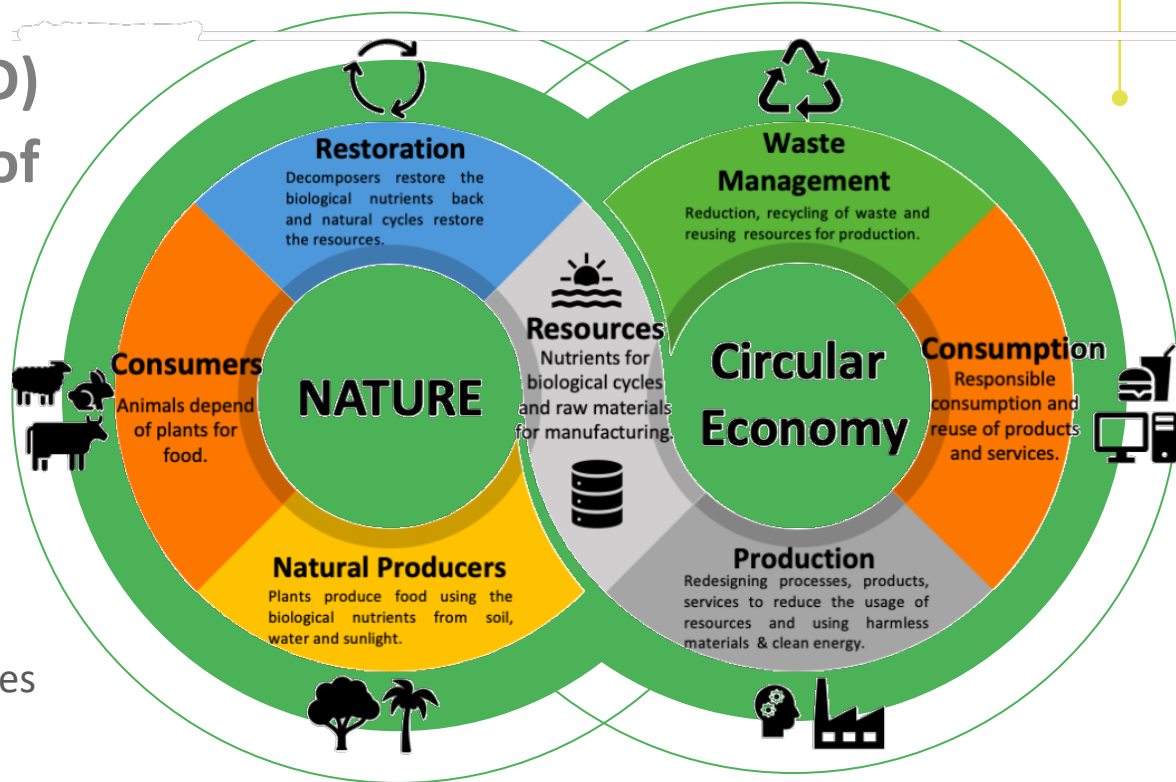 D)
of
es
Restoration
Decomposers restore the
biological nutrients back
and natural cycles restore
the resources.
Consumers
Animals depend
of plants for
food.
NATURE
Natural Producers
Plants produce food using the
biological nutrients from soil,
water and sunlight.
Resources
Nutrients for
biological cycles
and raw materials
for manufacturing.
Waste
Management
Reduction, recycling of waste and
reusing resources for production.
Circular
Economy
Consumption
Responsible
consumption and
reuse of products
and services.
Production
Redesigning processes, products,
services to reduce the usage of
resources and using harmless
materials & clean energy.